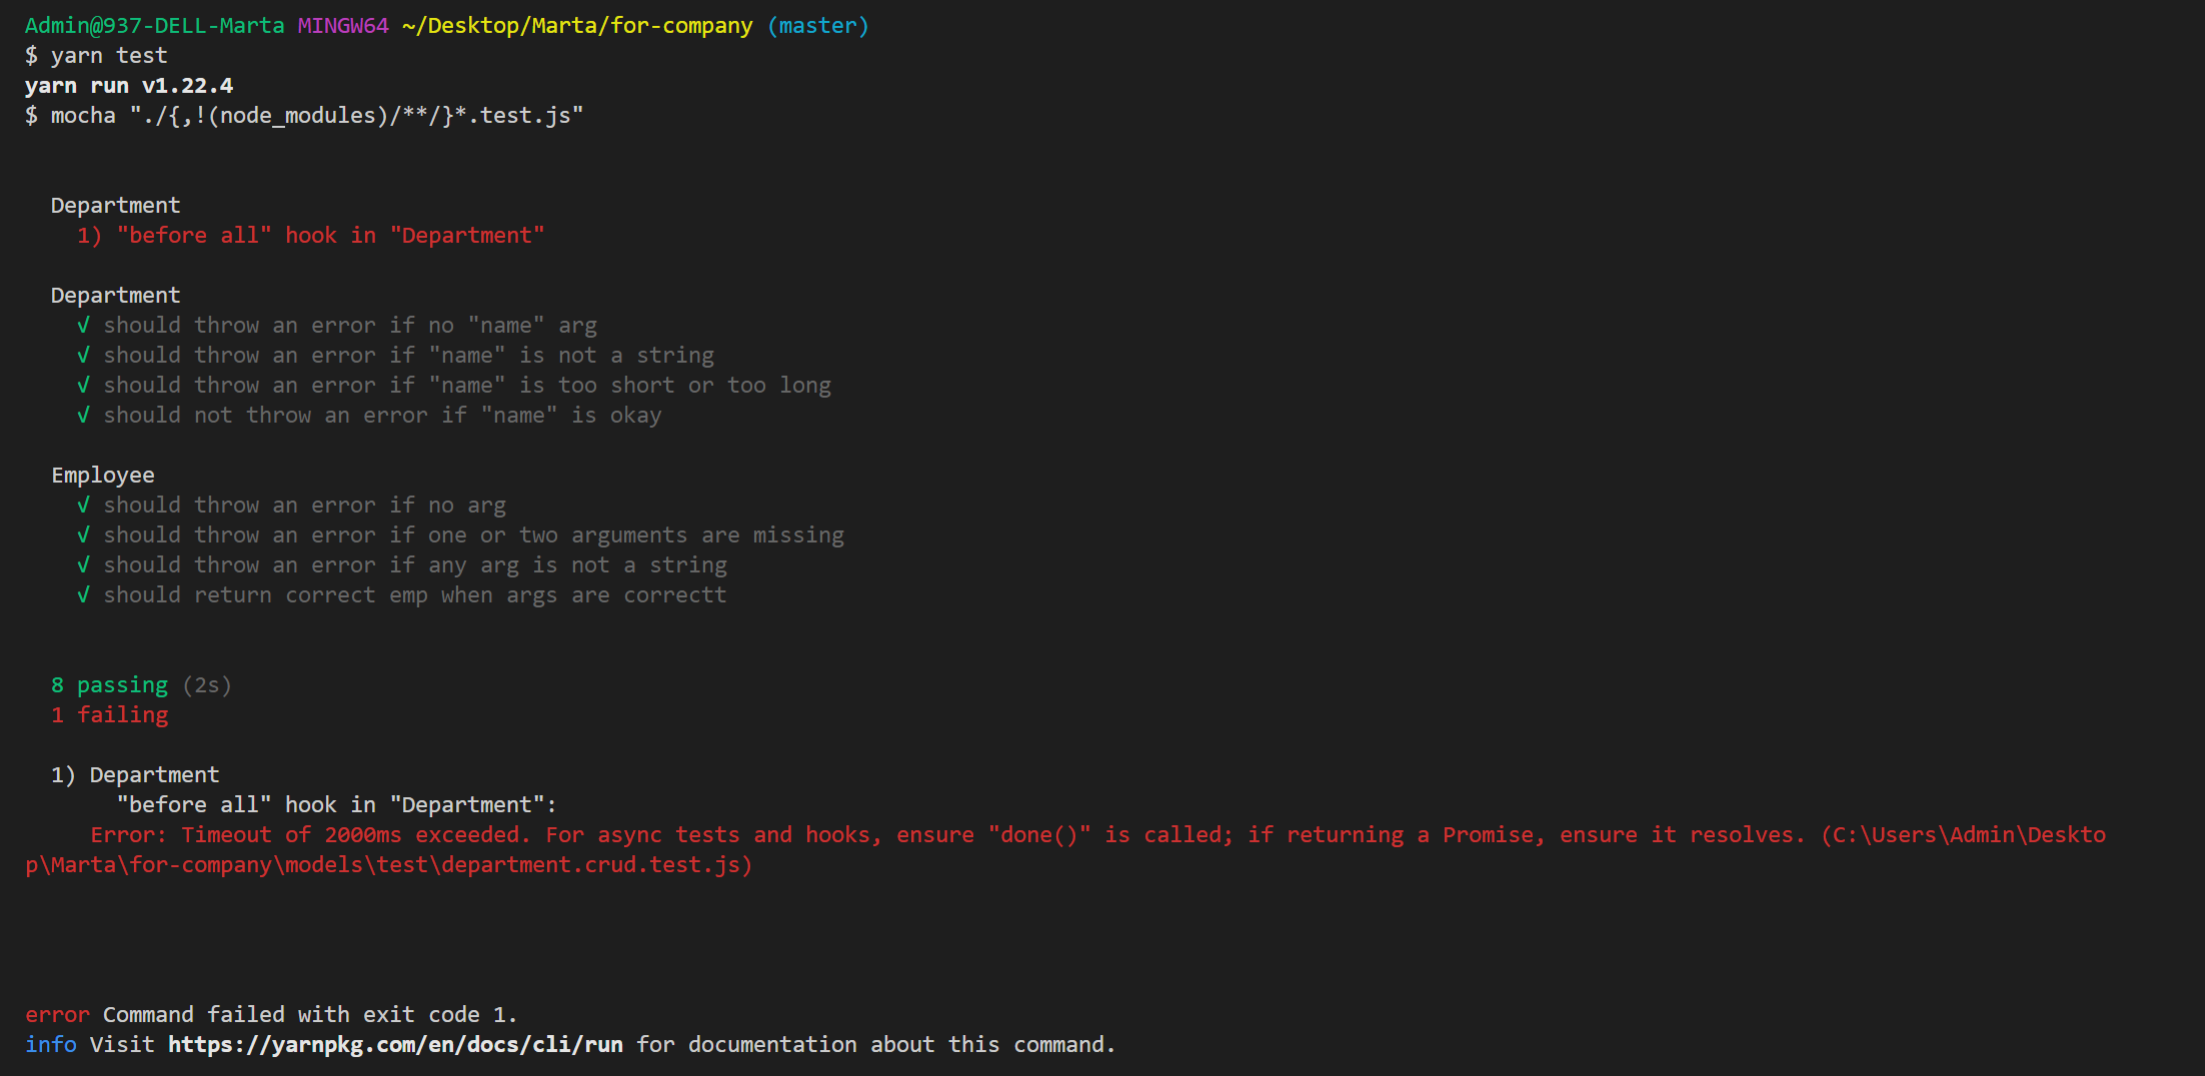 Admin@937-DELL-Marta MINGW64 ~/Desktop/Marta/for-company (master)
$ yarn test
yarn run v1.22.4
$ mocha "./{,!(node_modules)/**/}*.test.js"
Department
1) "before all" hook in "Department"
Department
√ should throw an error if no "name" arg
√ should throw an error if "name" is not a string
√ should throw an error if "name" is too short or too long
√ should not throw an error if "name" is okay
Employee
√ should throw an error if no arg
√ should throw an error if one or two arguments are missing
√ should throw an error if any arg is not a string
√ should return correct emp when args are correctt
8 passing (2s)
1 failing
1) Department
"before all" hook in "Department":
Error: Timeout of 2000ms exceeded. For async tests and hooks, ensure "done()" is called; if returning a Promise, ensure it resolves. (C:\Users\Admin\Deskto
p\Marta\for-company\models\test\department.crud.test.js)
error Command failed with exit code 1.
info Visit https://yarnpkg.com/en/docs/cli/run for documentation about this command.